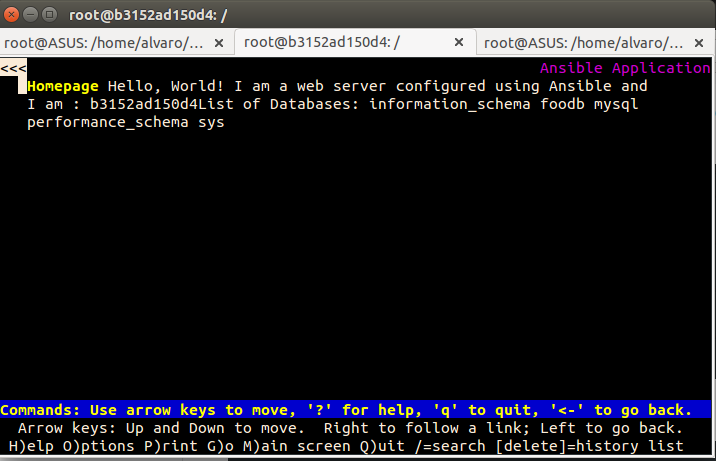 root@b3152ad150d4: /
root@ASUS: /home/alvaro/... × root@b3152ad150d4: / × root@ASUS: /home/alvaro/... ×
<<< Ansible Application
Homepage Hello, World! I am a web server configured using Ansible and
I am : b3152ad150d4List of Databases: information_schema foodb mysql
performance_schema sys
Commands: Use arrow keys to move, '?' for help, 'q' to quit, '<-' to go back.
Arrow keys: Up and Down to move.  Right to follow a link; Left to go back.
H)elp O)ptions P)rint G)o M)ain screen Q)uit /=search [delete]=history list